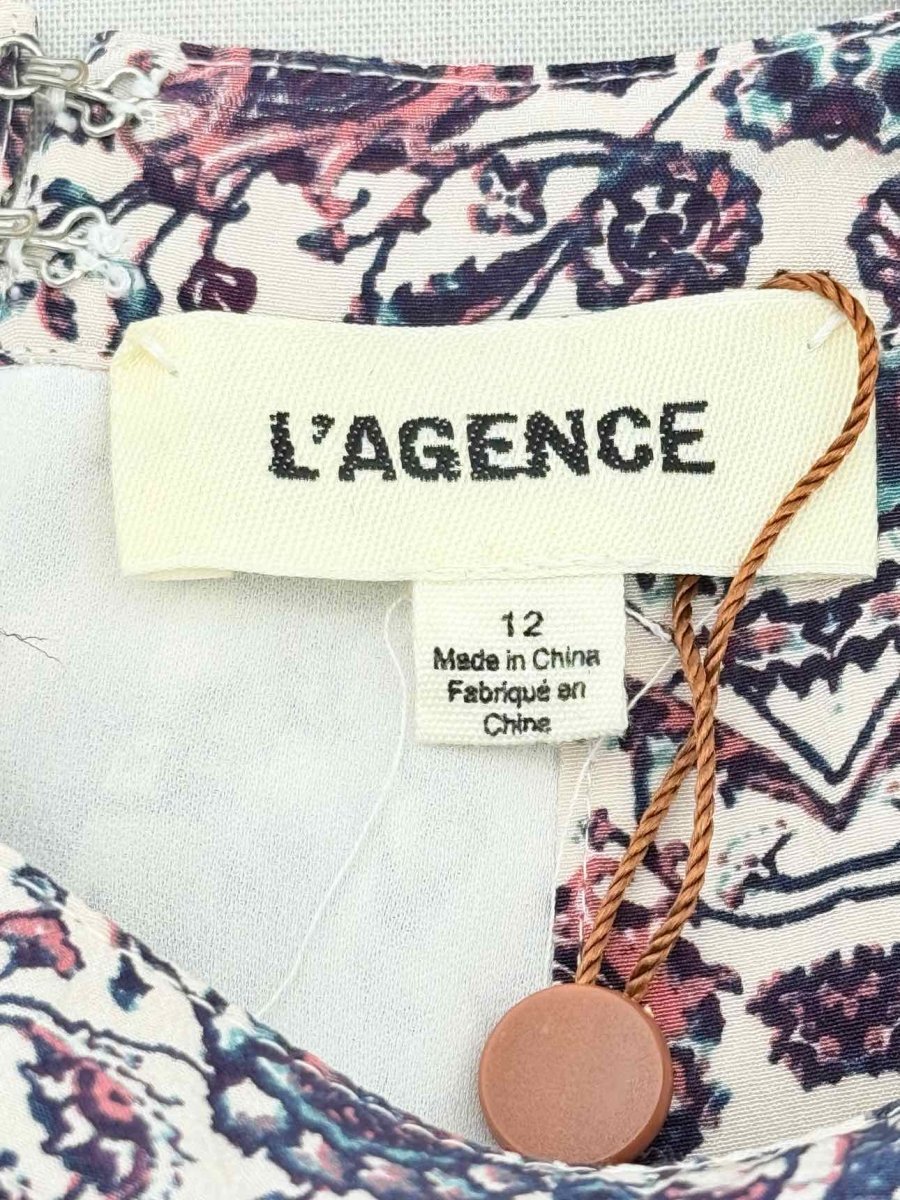 L'AGENCE
12
Made in China
Fabriqué en
Chine